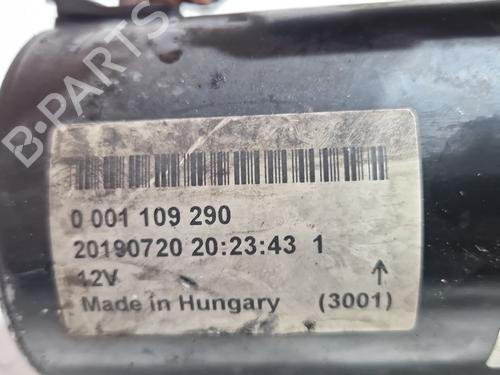 B-PARTS
0 001 109 290
20190720 20:23:43 1
12V
Made in Hungary (3001)